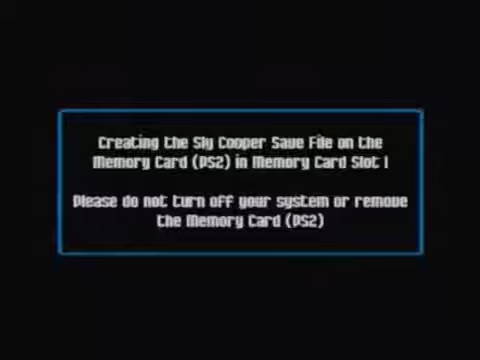 Creating the Sly Cooper Save File on the
Memory Card (PS2) in Memory Card Slot 1
Please do not turn off your system or remove
the Memory Card (PS2)